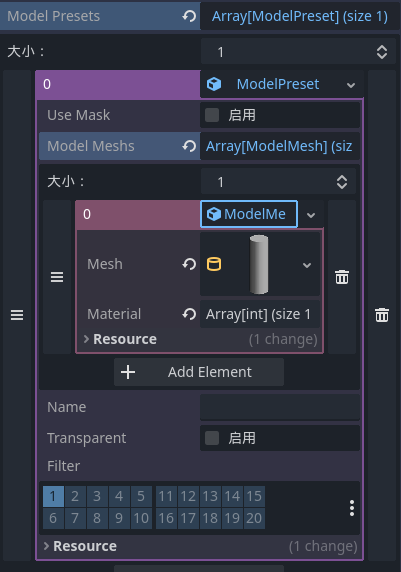 Model Presets Array[ModelPreset] (size 1)
大小： 1
0 ModelPreset
Use Mask 启用
Model Meshs Array[ModelMesh] (siz
大小： 1
0 ModelMe
Mesh
Material Array[int] (size 1
Resource (1 change)
Add Element
Name
Transparent 启用
Filter
1 2 3 4 5 11 12 13 14 15
6 7 8 9 10 16 17 18 19 20
Resource (1 change)